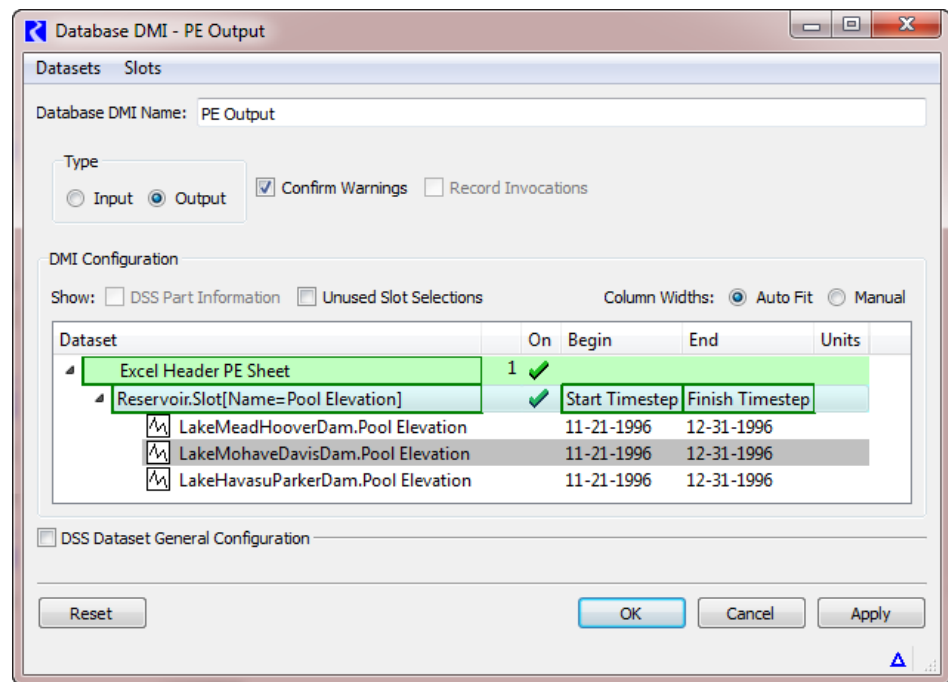 Database DMI - PE Output
Datasets Slots
Database DMI Name: PE Output
Type
Input Output Confirm Warnings Record Invocations
DMI Configuration
Show: DSS Part Information Unused Slot Selections Column Widths: Auto Fit Manual
Dataset On Begin End Units
Excel Header PE Sheet 1
Reservoir.Slot[Name=Pool Elevation] Start Timestep Finish Timestep
LakeMeadHooverDam.Pool Elevation 11-21-1996 12-31-1996
LakeMohaveDavisDam.Pool Elevation 11-21-1996 12-31-1996
LakeHavasuParkerDam.Pool Elevation 11-21-1996 12-31-1996
DSS Dataset General Configuration
Reset OK Cancel Apply